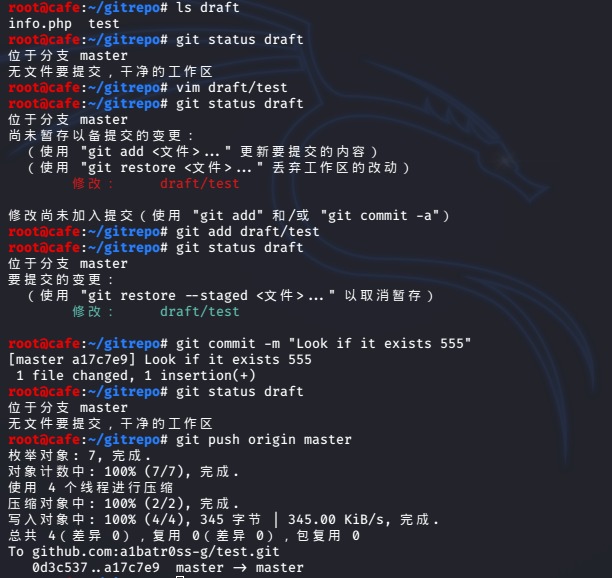 root@cafe:~/gitrepo# ls draft
info.php  test
root@cafe:~/gitrepo# git status draft
位于分支 master
无文件要提交，干净的工作区
root@cafe:~/gitrepo# vim draft/test
root@cafe:~/gitrepo# git status draft
位于分支 master
尚未暂存以备提交的变更：
  （使用 "git add <文件>..." 更新要提交的内容）
  （使用 "git restore <文件>..." 丢弃工作区的改动）
        修改：     draft/test

修改尚未加入提交（使用 "git add" 和/或 "git commit -a"）
root@cafe:~/gitrepo# git add draft/test
root@cafe:~/gitrepo# git status draft
位于分支 master
要提交的变更：
  （使用 "git restore --staged <文件>..." 以取消暂存）
        修改：     draft/test

root@cafe:~/gitrepo# git commit -m "Look if it exists 555"
[master a17c7e9] Look if it exists 555
 1 file changed, 1 insertion(+)
root@cafe:~/gitrepo# git status draft
位于分支 master
无文件要提交，干净的工作区
root@cafe:~/gitrepo# git push origin master
枚举对象: 7, 完成.
对象计数中: 100% (7/7), 完成.
使用 4 个线程进行压缩
压缩对象中: 100% (2/2), 完成.
写入对象中: 100% (4/4), 345 字节 | 345.00 KiB/s, 完成.
总共 4（差异 0），复用 0（差异 0），包复用 0
To github.com:a1batr0ss-g/test.git
   0d3c537..a17c7e9  master -> master